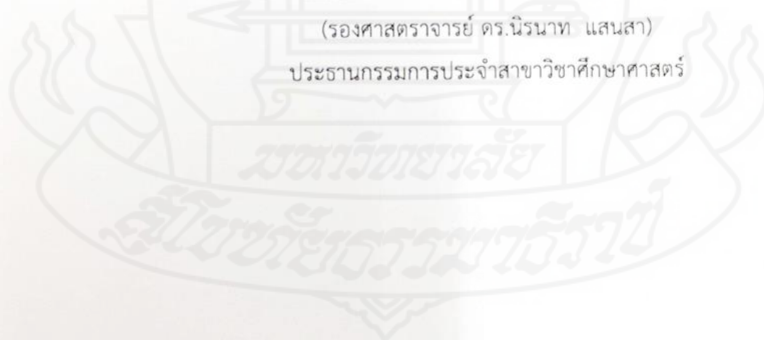 (รองศาสตราจารย์ ดร.นิรนาท แสนสา)
ประธานกรรมการประจำสาขาวิชาศึกษาศาสตร์
มหาวิทยาลัย
สุโขทัยธรรมาธิราช